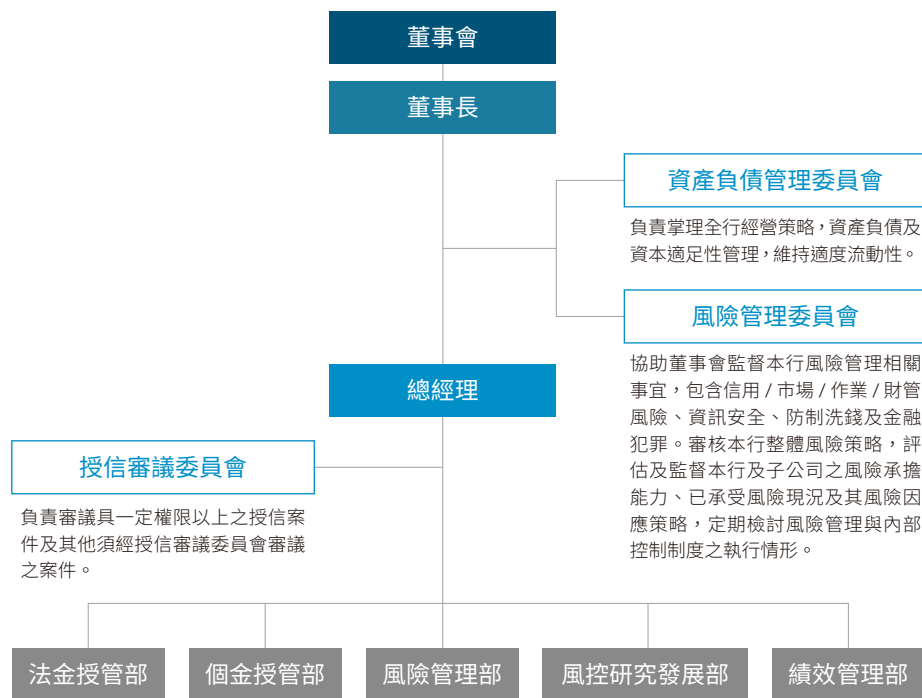 董事會
董事長
資產負債管理委員會
負責掌理全行經營策略，資產負債及
資本適足性管理，維持適度流動性。
風險管理委員會
協助董事會監督本行風險管理相關
事宜，包含信用 / 市場 / 作業 / 財管
風險、資訊安全、防制洗錢及金融
犯罪。審核本行整體風險策略，評
估及監督本行及子公司之風險承擔
能力、已承受風險現況及其風險因
應策略，定期檢討風險管理與內部
控制制度之執行情形。
總經理
授信審議委員會
負責審議具一定權限以上之授信案
件及其他須經授信審議委員會審議
之案件。
法金授管部
個金授管部
風險管理部
風控研究發展部
績效管理部